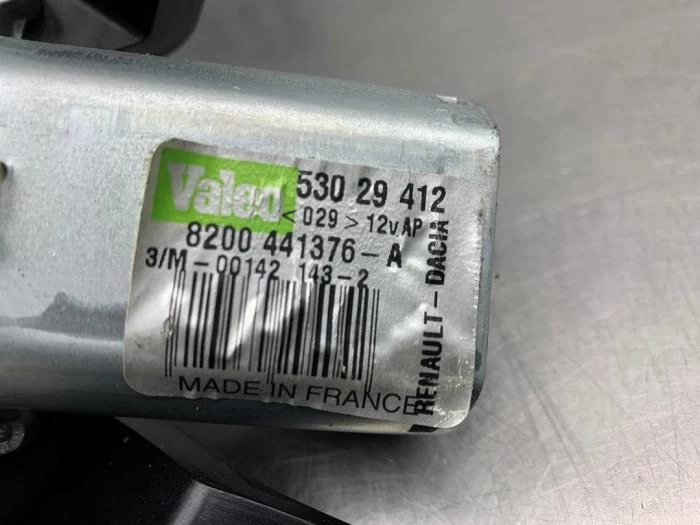 Valeo 530 29 412
< 029 > 12v AP
8200 441376-A
3/M-00142 143-2
MADE IN FRANCE
RENAULT-DACIA